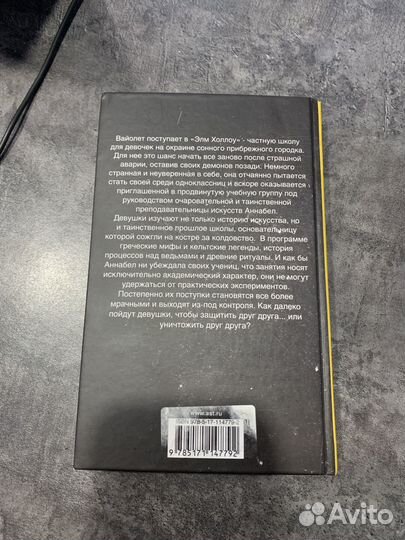 Вайолет поступает в «Элм Холлоу» - частную школу
для девочек на окраине сонного прибрежного городка.
Для нее это шанс начать все заново после страшной
аварии, оставив своих демонов позади. Немного
странная и неуверенная в себе, она отчаянно пытается
стать своей среди одноклассниц и вскоре оказывается
приглашенной в продвинутую учебную группу под
руководством очаровательной и таинственной
преподавательницы искусств Аннабел.
Девушки изучают не только историю искусства, но
и таинственное прошлое школы, основательницу
которой сожгли на костре за колдовство. В программе
греческие мифы и кельтские легенды, история
процессов над ведьмами и древние ритуалы. И как бы
Аннабел ни убеждала своих учениц, что занятия носят
исключительно академический характер, они не могут
удержаться от практических экспериментов.
Постепенно их поступки становятся все более
мрачными и выходят из-под контроля. Как далеко
пойдут девушки, чтобы защитить друг друга... или
уничтожить друг друга?
www.ast.ru
ISBN 978-5-17-114779-2
9 785171 147792
Avito